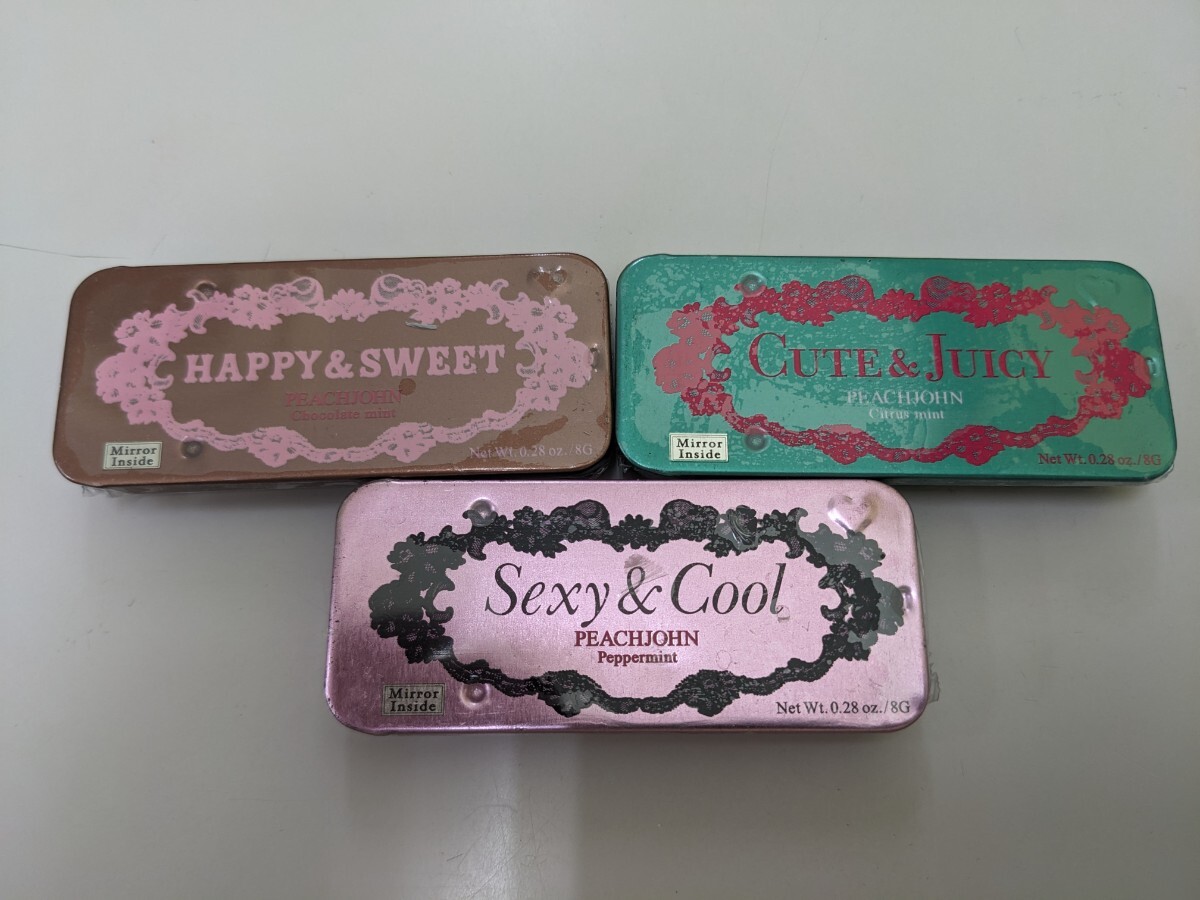 HAPPY & SWEET
PEACHJOHN
Chocolate mint
Mirror
Inside
Net Wt. 0.28 oz./8G
CUTE & JUICY
PEACHJOHN
Citrus mint
Mirror
Inside
Net Wt. 0.28 oz./8G
Sexy & Cool
PEACHJOHN
Peppermint
Mirror
Inside
Net Wt. 0.28 oz./8G